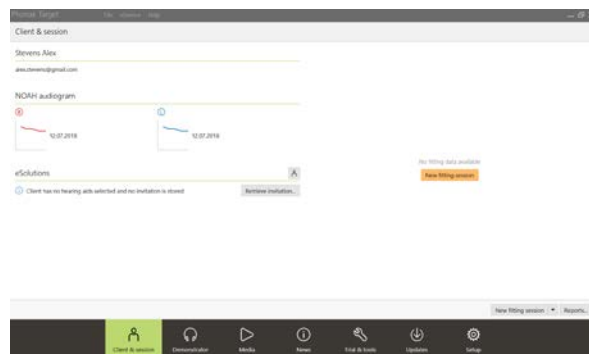 Phonak Target
Client & session
Stevens Alex
alex.stevens@gmail.com
NOAH audiogram
R
L
12.07.2018
12.07.2018
eSolutions
Client has no hearing aids selected and no invitation is stored
Retrieve invitation...
No fitting data available
New fitting session
New fitting session
Reports...
Client & session
Demonstrator
Media
News
Trial & tools
Updates
Setup